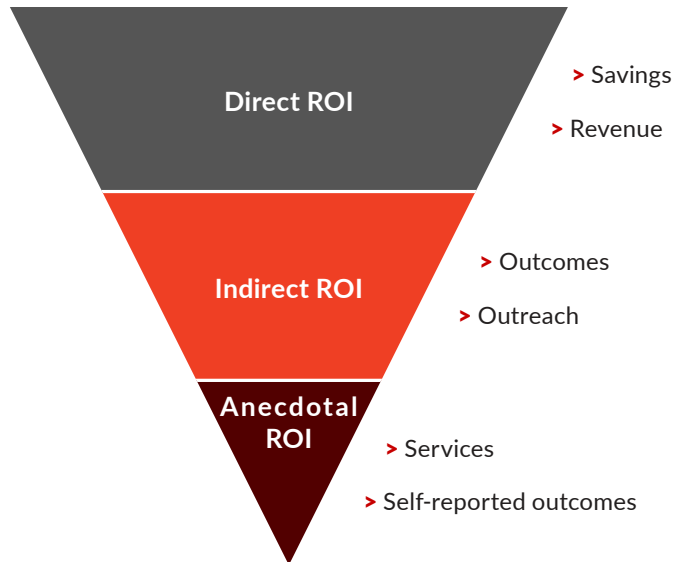 Direct ROI
> Savings
> Revenue
Indirect ROI
> Outcomes
> Outreach
Anecdotal
ROI
> Services
> Self-reported outcomes